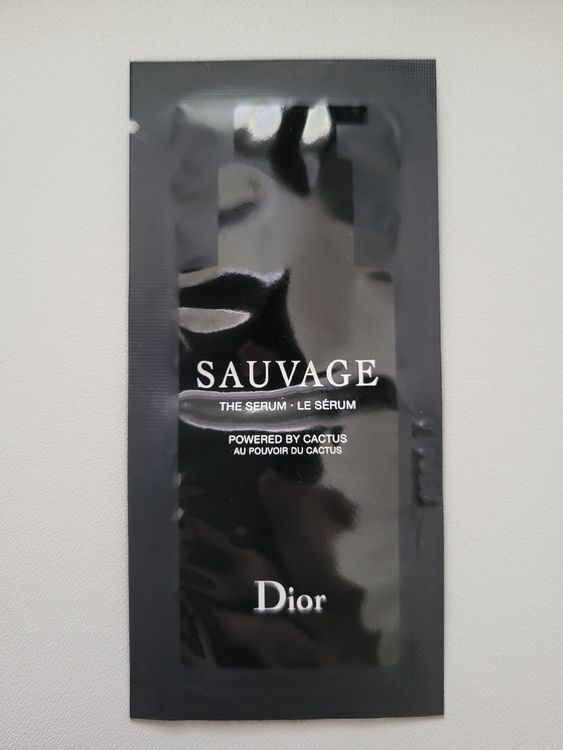 SAUVAGE
THE SERUM · LE SÉRUM
POWERED BY CACTUS
AU POUVOIR DU CACTUS
Dior